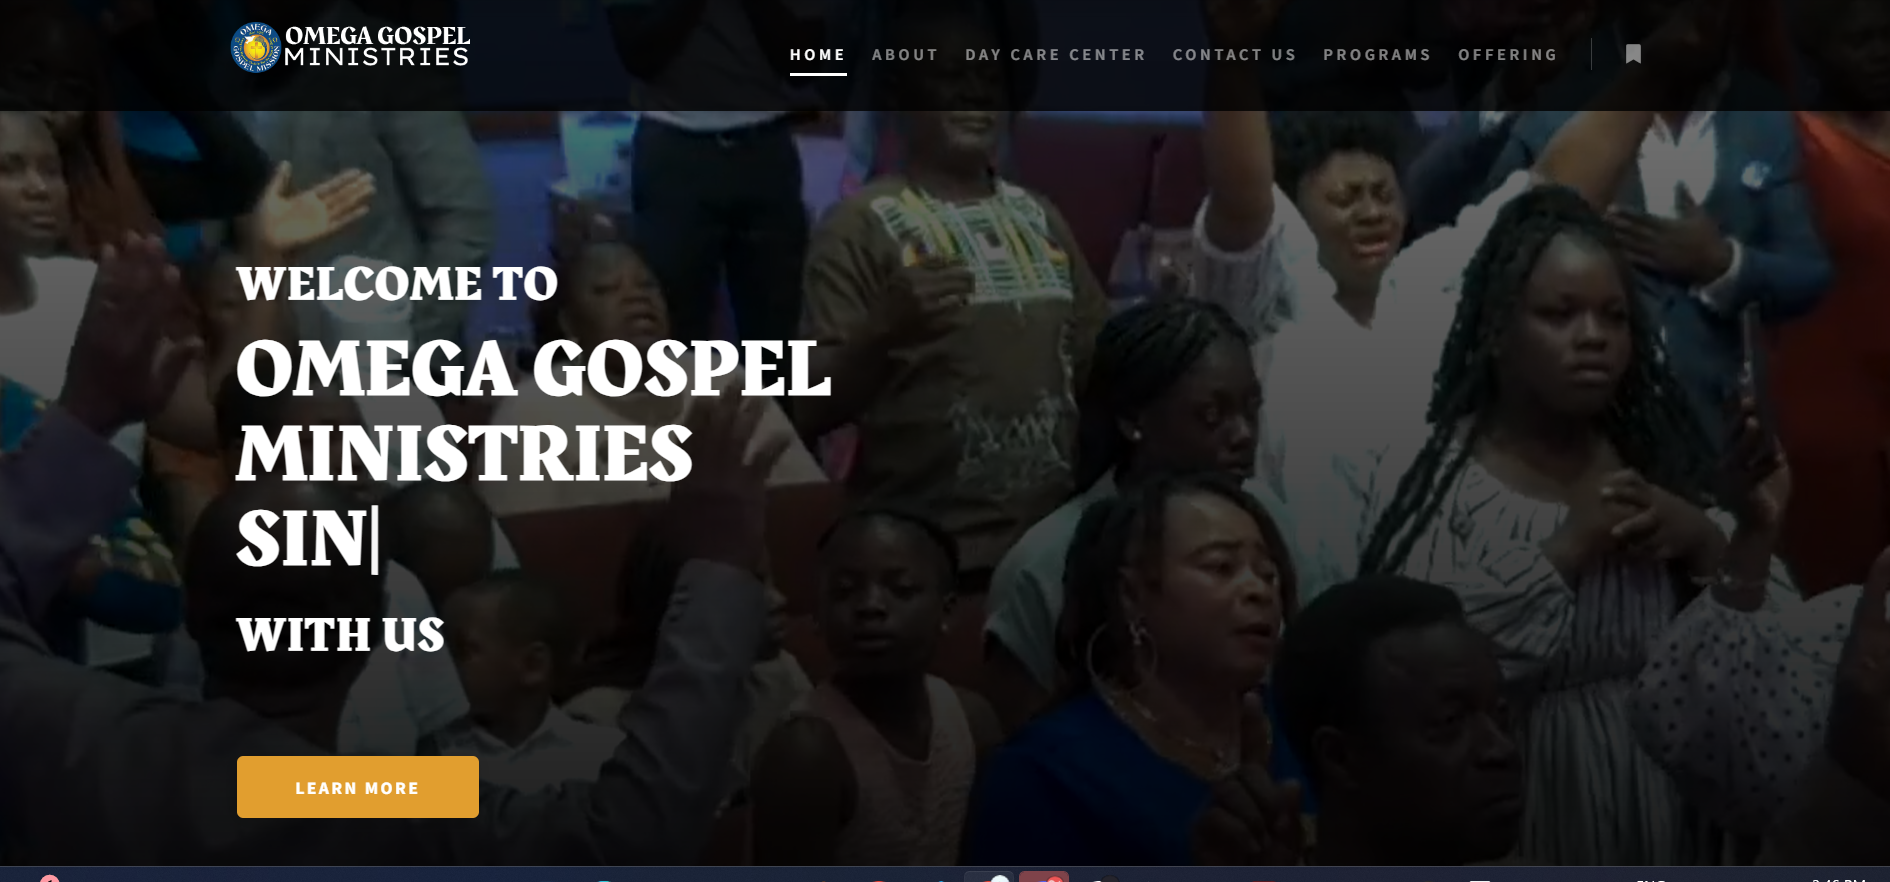 OMEGA GOSPEL
MINISTRIES
HOME ABOUT DAY CARE CENTER CONTACT US PROGRAMS OFFERING
WELCOME TO
OMEGA GOSPEL
MINISTRIES
SIN|
WITH US
LEARN MORE